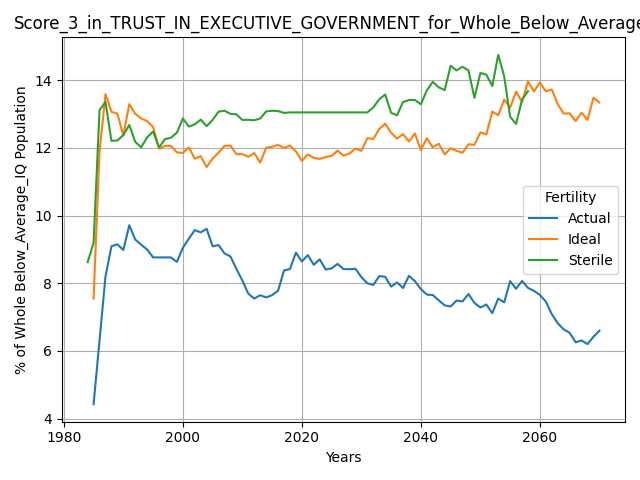 Score_3_in_TRUST_IN_EXECUTIVE_GOVERNMENT_for_Whole_Below_Average
% of Whole Below_Average_IQ Population
14
12
10
8
6
4
Fertility
Actual
Ideal
Sterile
1980
2000
2020
2040
2060
Years